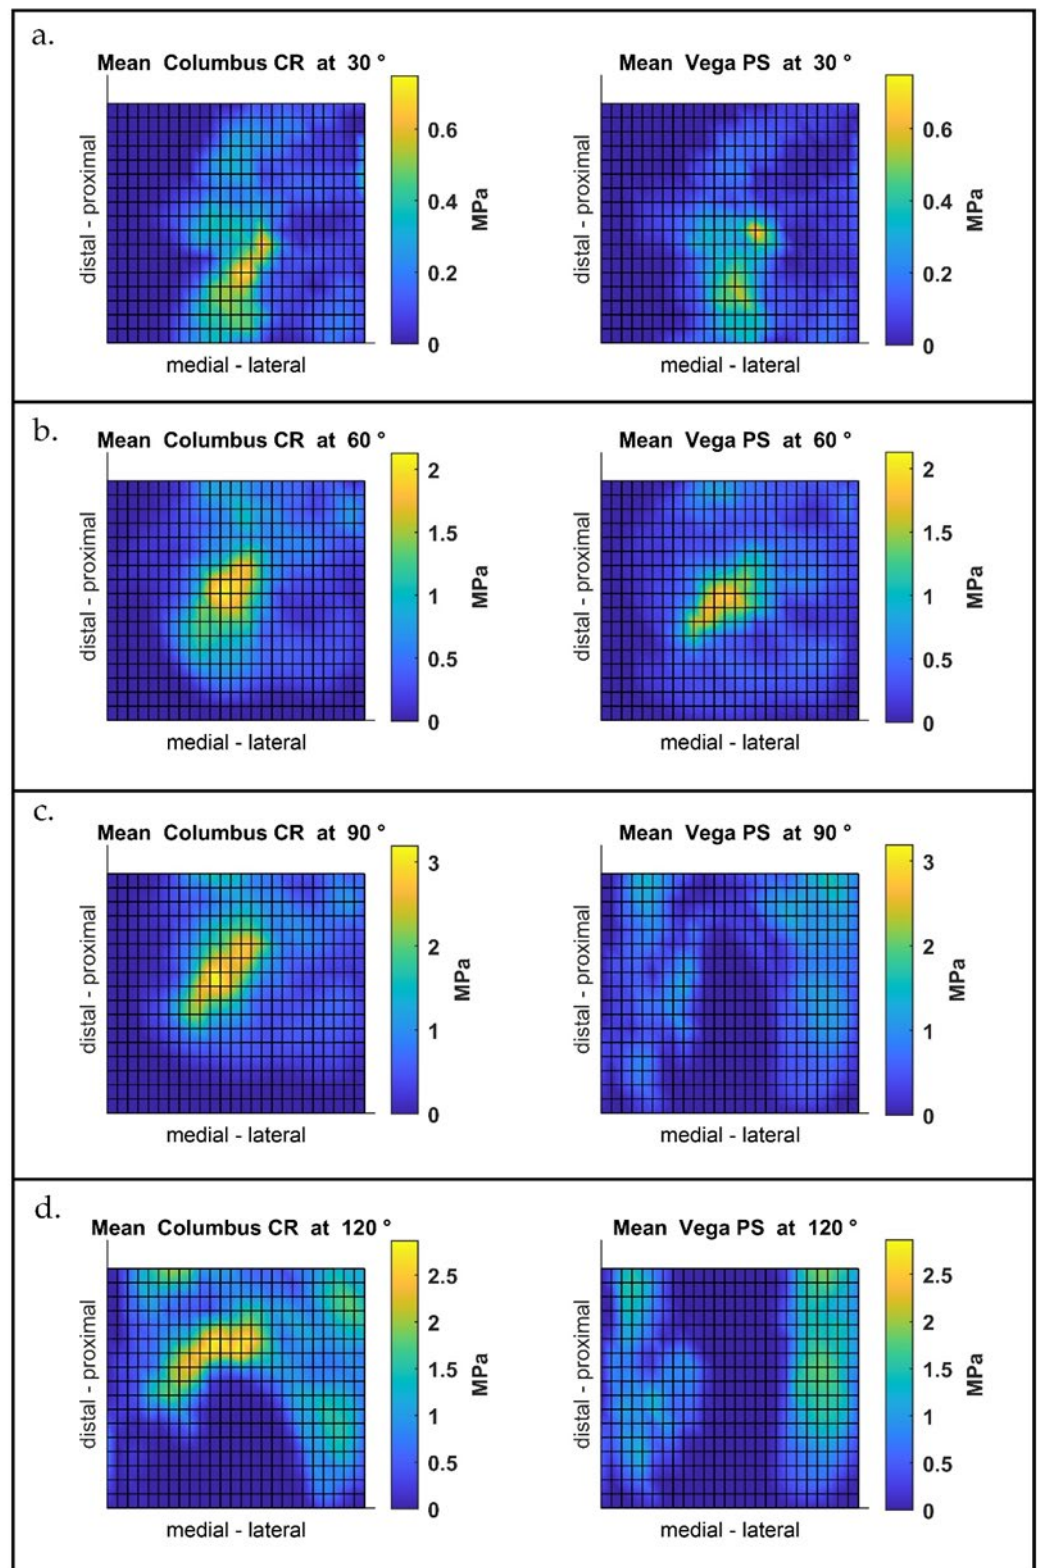 a.
Mean Columbus CR at 30 °
Mean Vega PS at 30 °
distal - proximal
0.6
0.4
0.2
0
MPa
medial - lateral
distal - proximal
0.6
0.4
0.2
0
MPa
medial - lateral
b.
Mean Columbus CR at 60 °
Mean Vega PS at 60 °
distal - proximal
2
1.5
1
0.5
0
MPa
medial - lateral
distal - proximal
2
1.5
1
0.5
0
MPa
medial - lateral
c.
Mean Columbus CR at 90 °
Mean Vega PS at 90 °
distal - proximal
3
2
1
0
MPa
medial - lateral
distal - proximal
3
2
1
0
MPa
medial - lateral
d.
Mean Columbus CR at 120 °
Mean Vega PS at 120°
distal - proximal
2.5
2
1.5
1
0.5
0
MPa
medial - lateral
distal - proximal
2.5
2
1.5
1
0.5
0
MPa
medial - lateral